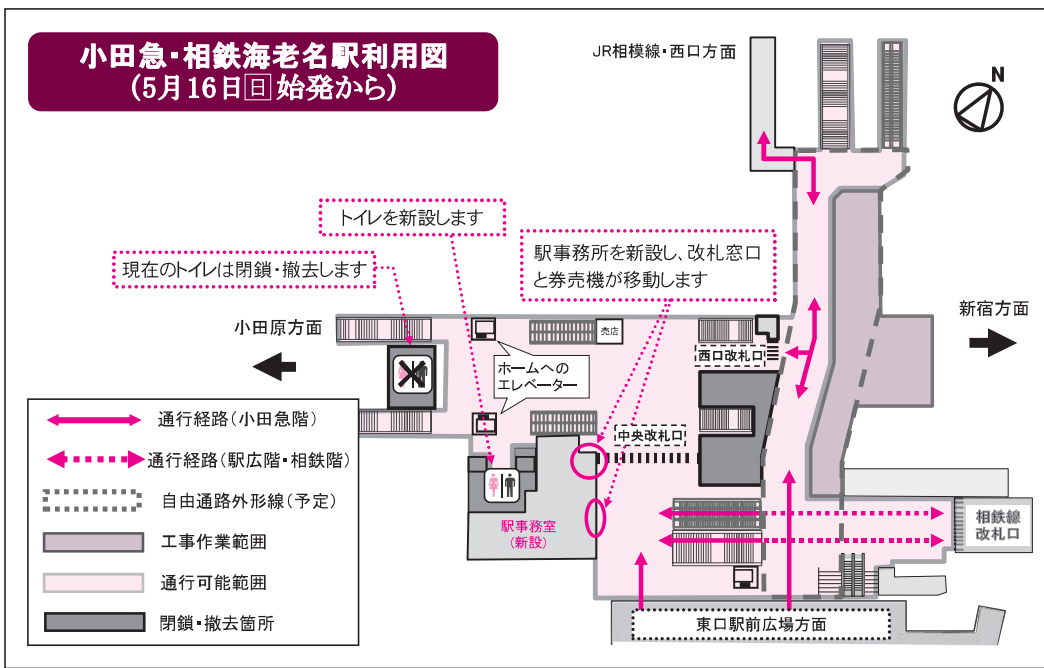 小田急・相鉄海老名駅利用図
(5月16日日始発から)
JR相模線・西口方面
N
トイレを新設します
駅事務所を新設し、改札窓口
と券売機が移動します
現在のトイレは閉鎖・撤去します
小田原方面
新宿方面
売店
西口改札口
ホームへの
エレベーター
中央改札口
通行経路(小田急階)
通行経路(駅広階・相鉄階)
自由通路外形線(予定)
工事作業範囲
通行可能範囲
閉鎖・撤去箇所
駅事務室
(新設)
相鉄線
改札口
東口駅前広場方面